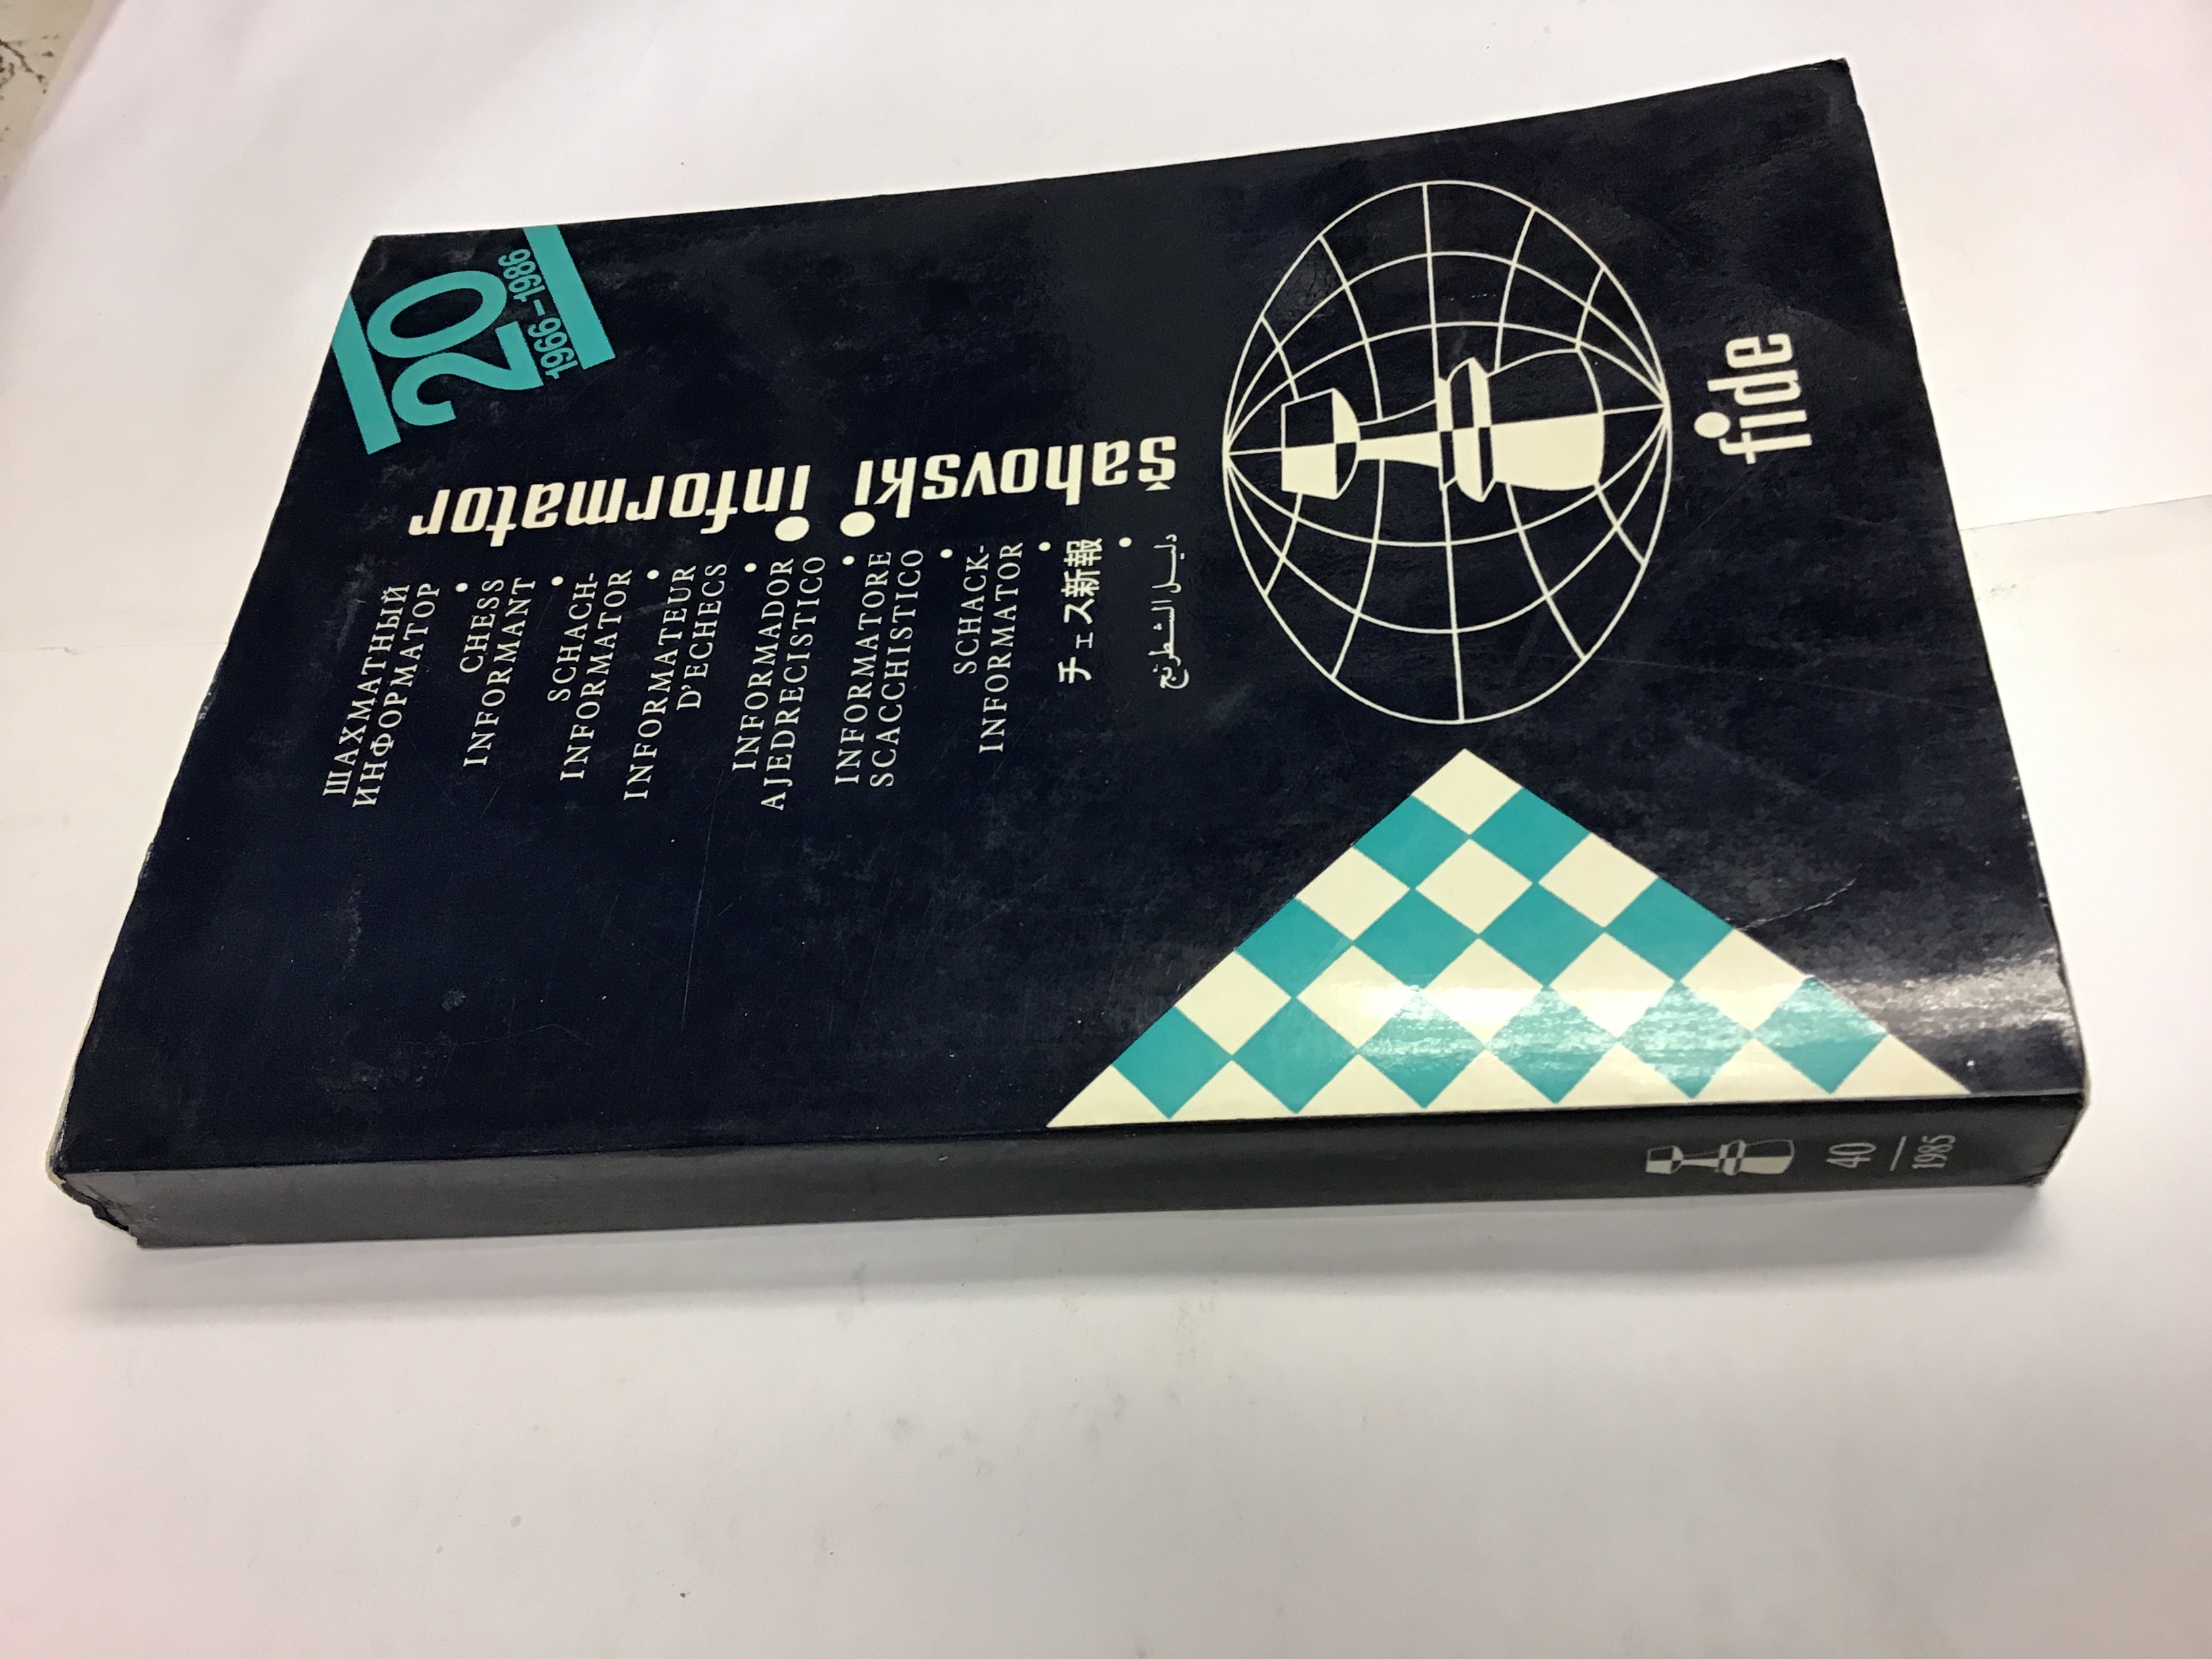 20
1966–1986
šahovski informator
ШАХМАТНЫЙ
ИНФОРМАТОР
•
CHESS
INFORMANT
•
SCHACH-
INFORMATOR
•
INFORMATEUR
D'ECHECS
•
INFORMADOR
AJEDRECISTICO
•
INFORMATORE
SCACCHISTICO
•
SCHACK-
INFORMATOR
•
チェス新報
•
دليل الشطرنج
fide
40
1985